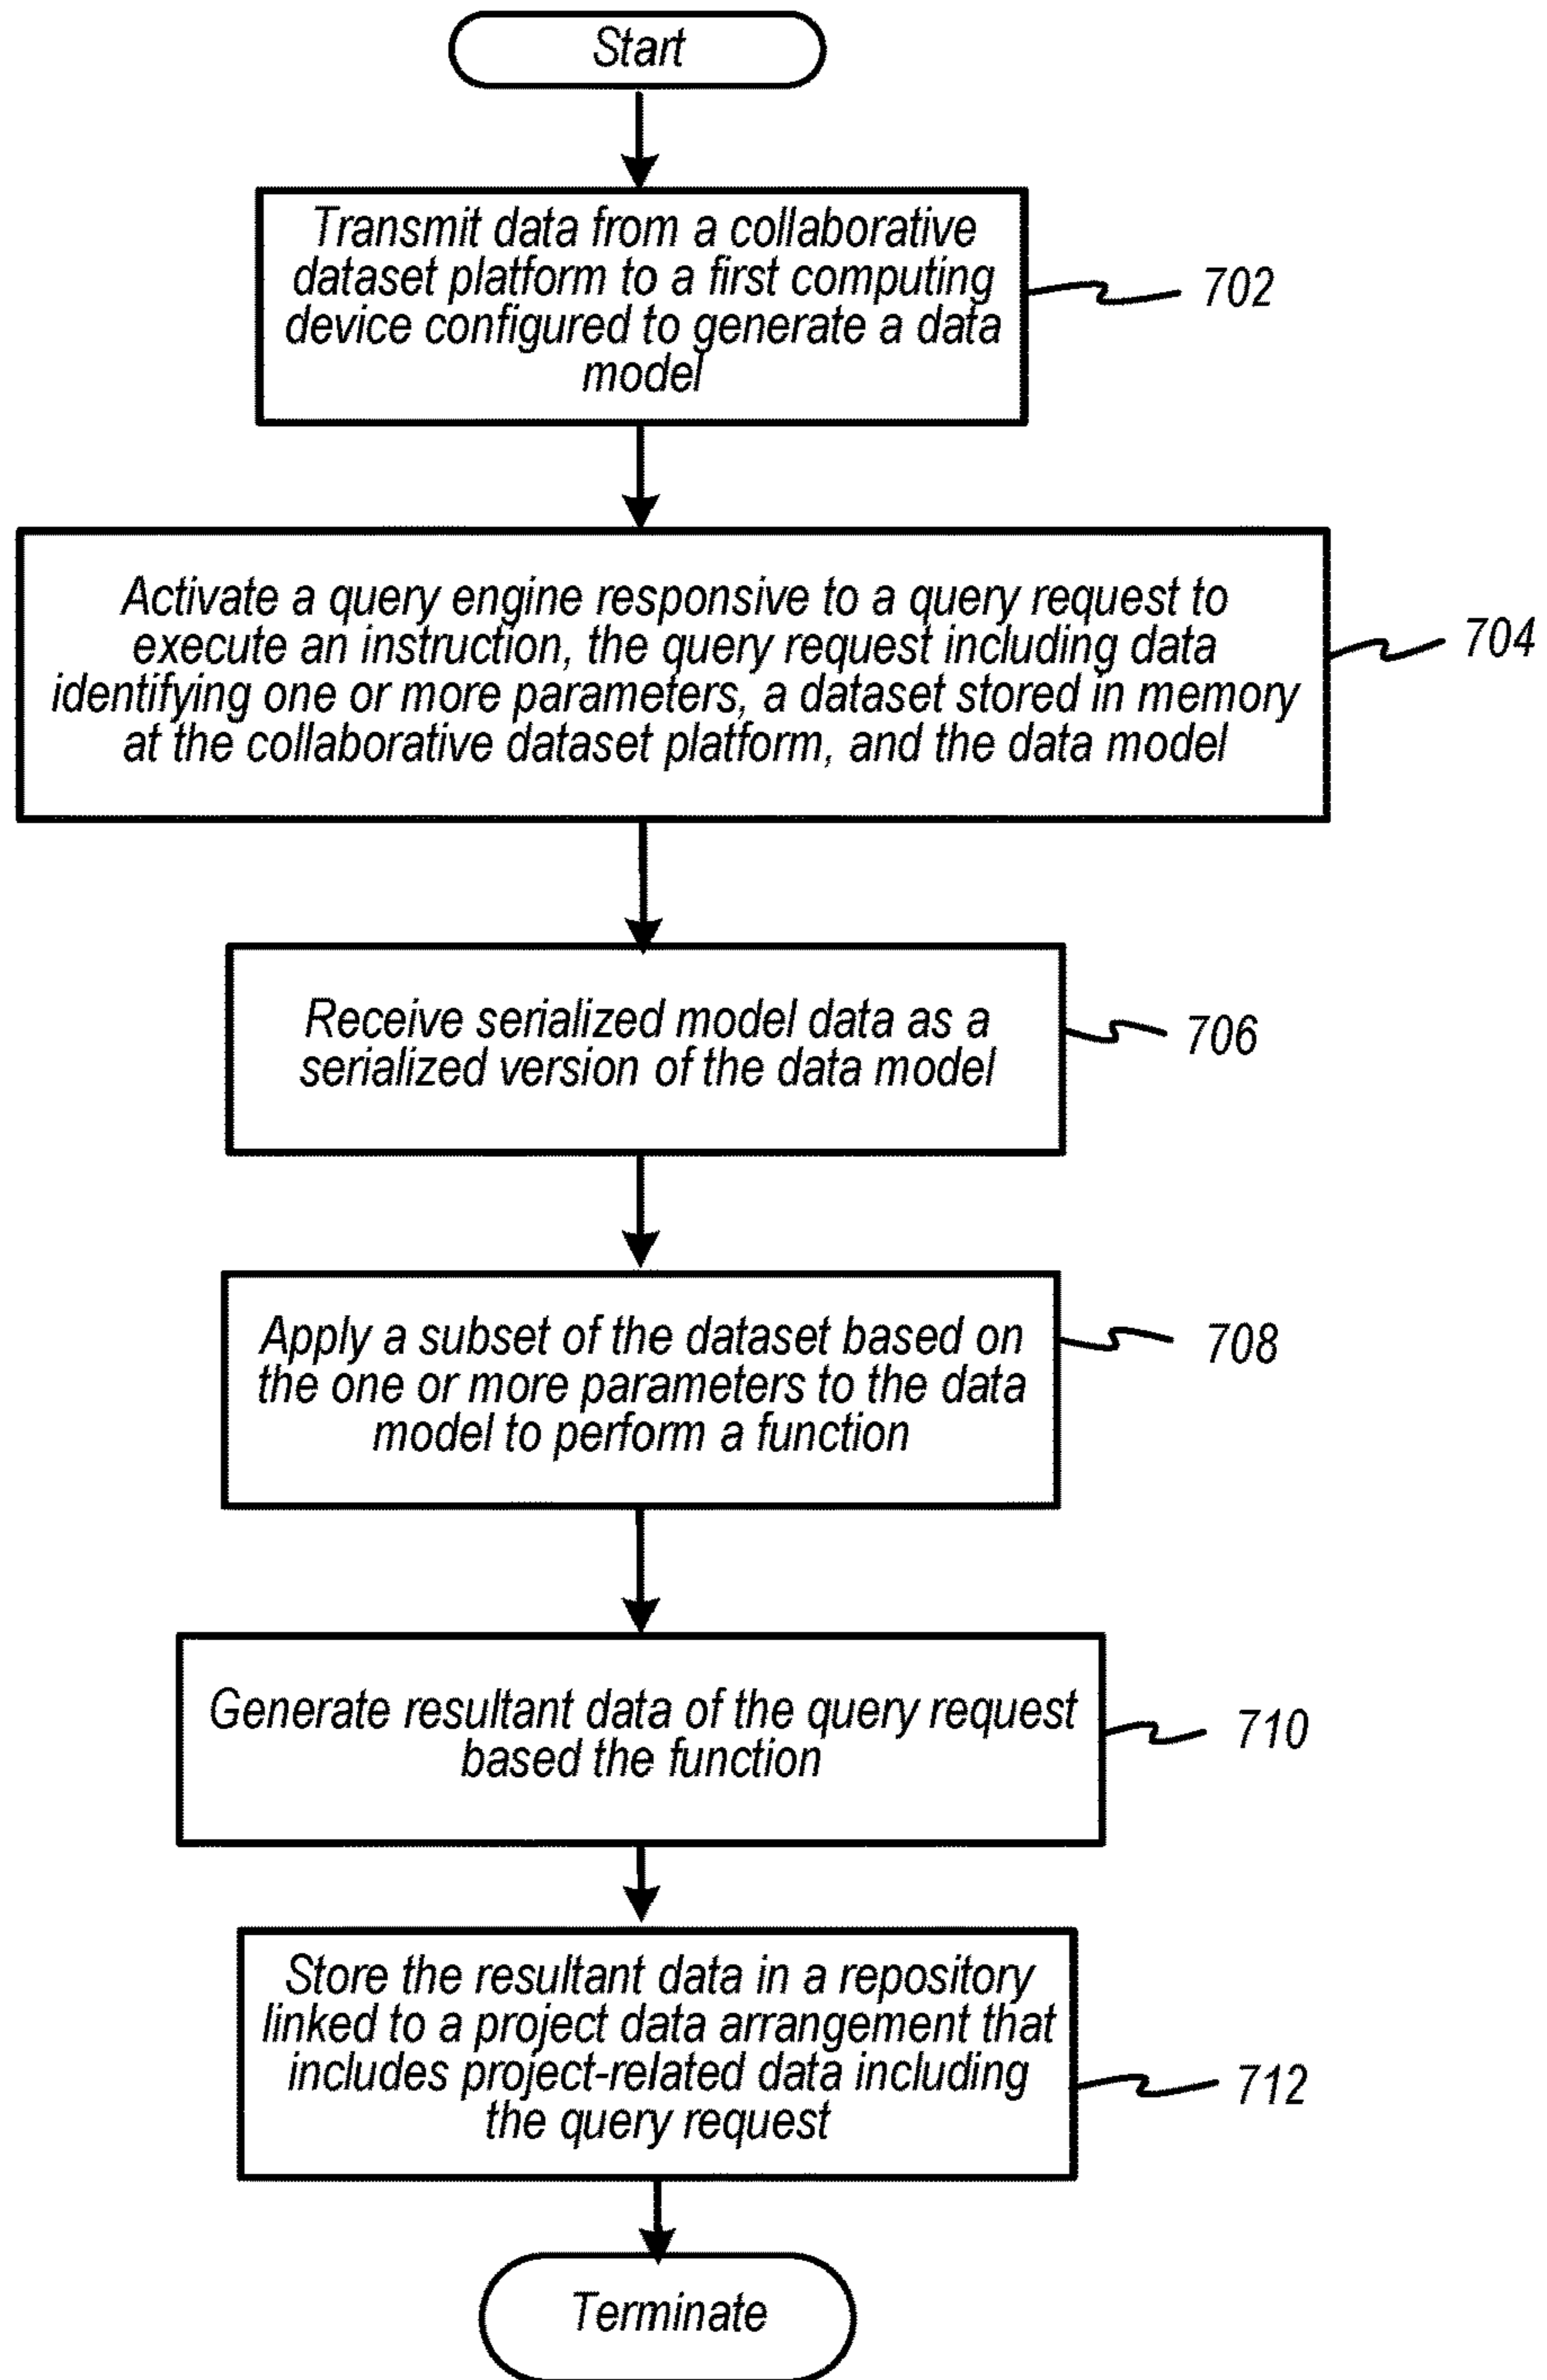 Start
Transmit data from a collaborative
dataset platform to a first computing
device configured to generate a data
model
702
Activate a query engine responsive to a query request to
execute an instruction, the query request including data
identifying one or more parameters, a dataset stored in memory
at the collaborative dataset platform, and the data model
704
Receive serialized model data as a
serialized version of the data model
706
Apply a subset of the dataset based on
the one or more parameters to the data
model to perform a function
708
Generate resultant data of the query request
based the function
710
Store the resultant data in a repository
linked to a project data arrangement that
includes project-related data including
the query request
712
Terminate